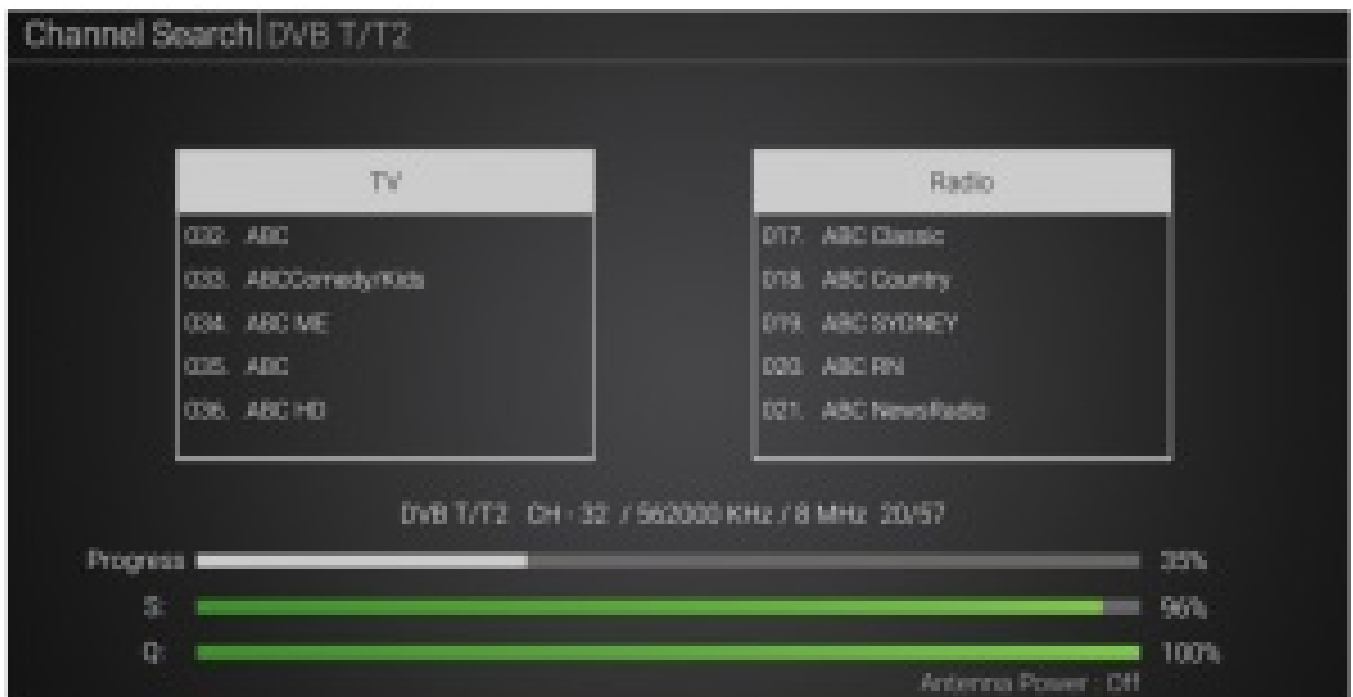 Channel Search|DVB T/T2
TV
032. ABC
033. ABCComedy/Kids
034. ABC ME
035. ABC
036. ABC HD
Radio
017. ABC Classic
018. ABC Country
019. ABC SYDNEY
020. ABC RN
021. ABC NewsRadio
DVB T/T2 CH - 32 / 562000 KHz / 8 MHz 20/57
Progress 35%
S: 96%
Q: 100%
Antenna Power : Off